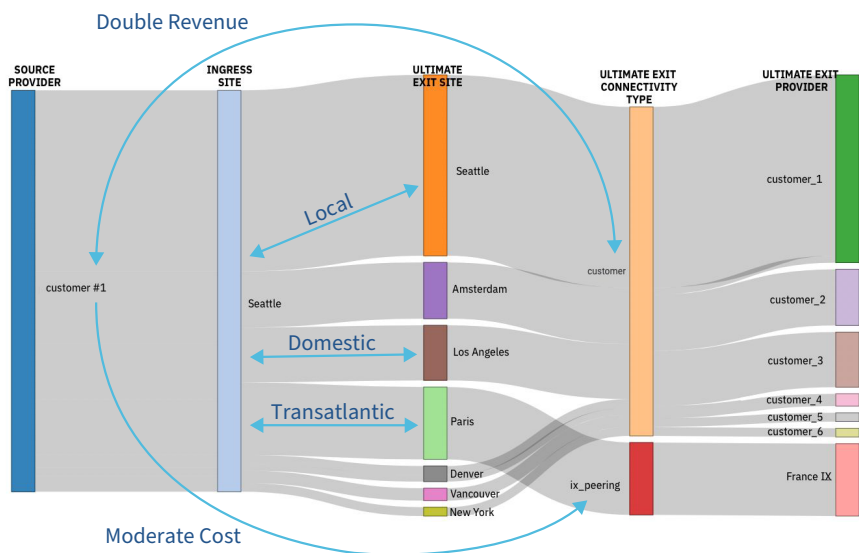 Double Revenue
SOURCE
PROVIDER
INGRESS
SITE
ULTIMATE
EXIT SITE
ULTIMATE EXIT
CONNECTIVITY
TYPE
ULTIMATE EXIT
PROVIDER
Seattle
customer_1
Local
customer
customer #1
Seattle
Amsterdam
customer_2
Domestic
Los Angeles
customer_3
Transatlantic
Paris
customer_4
customer_5
customer_6
Denver
Vancouver
New York
ix_peering
France IX
Moderate Cost